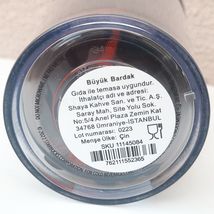 Büyük Bardak
Gıda ile temasa uygundur.
İthalatçı adı ve adresi:
Shaya Kahve San. ve Tic. A.Ş.
Saray Mah. Site Yolu Sok.
No:5/4 Anel Plaza Zemin Kat
34768 Ümraniye-İSTANBUL
Lot numarası: 0223
Menşe Ülke: Çin
SKU 11145084
762111552365